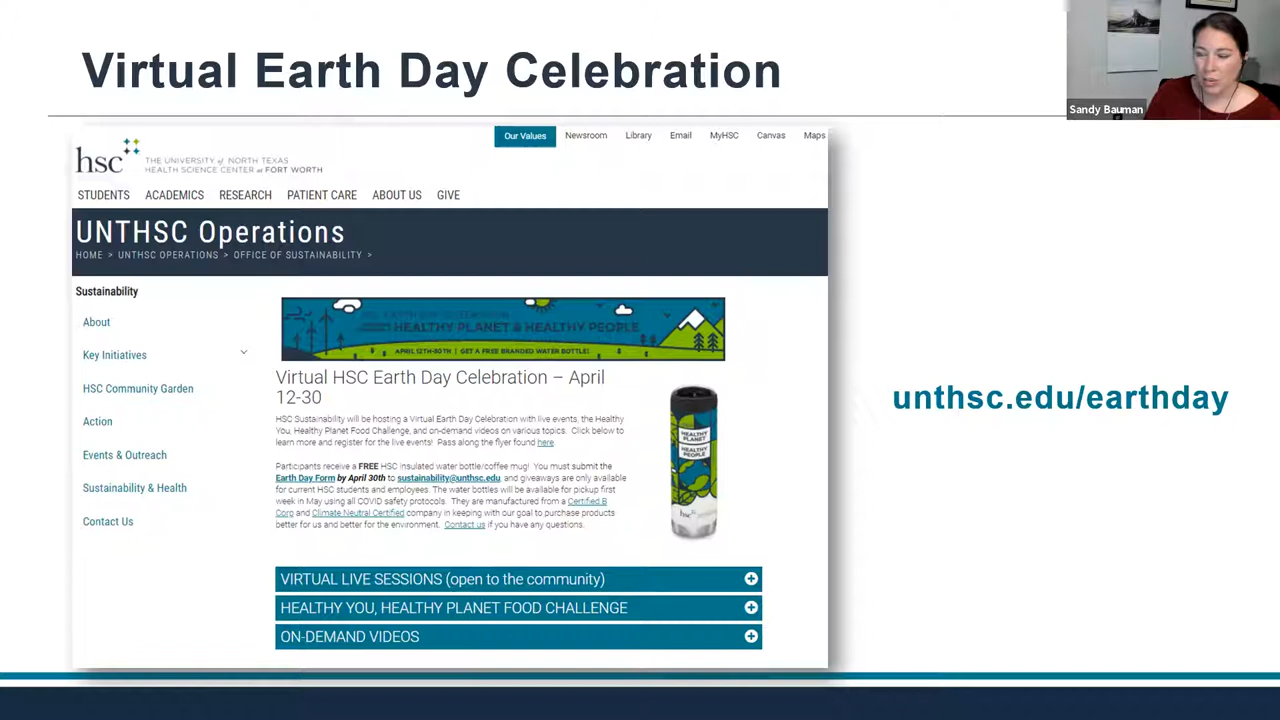 Virtual Earth Day Celebration
Sandy Bauman
Our Values Newsroom Library Email MyHSC Canvas Maps
hsc THE UNIVERSITY of NORTH TEXAS
HEALTH SCIENCE CENTER at FORT WORTH
STUDENTS ACADEMICS RESEARCH PATIENT CARE ABOUT US GIVE
UNTHSC Operations
HOME > UNTHSC OPERATIONS > OFFICE OF SUSTAINABILITY >
Sustainability
About
Key Initiatives
HSC Community Garden
Action
Events & Outreach
Sustainability & Health
Contact Us
HEALTHY PLANET & HEALTHY PEOPLE
APRIL 12TH-30TH | GET A FREE BRANDED WATER BOTTLE!
Virtual HSC Earth Day Celebration – April
12-30
HSC Sustainability will be hosting a Virtual Earth Day Celebration with live events, the Healthy
You, Healthy Planet Food Challenge, and on-demand videos on various topics. Click below to
learn more and register for the live events! Pass along the flyer found here.
Participants receive a FREE HSC insulated water bottle/coffee mug! You must submit the
Earth Day Form by April 30th to sustainability@unthsc.edu, and giveaways are only available
for current HSC students and employees. The water bottles will be available for pickup first
week in May using all COVID safety protocols. They are manufactured from a Certified B
Corp and Climate Neutral Certified company in keeping with our goal to purchase products
better for us and better for the environment. Contact us if you have any questions.
HEALTHY
PLANET
HEALTHY
PEOPLE
hsc
VIRTUAL LIVE SESSIONS (open to the community)
HEALTHY YOU, HEALTHY PLANET FOOD CHALLENGE
ON-DEMAND VIDEOS
unthsc.edu/earthday